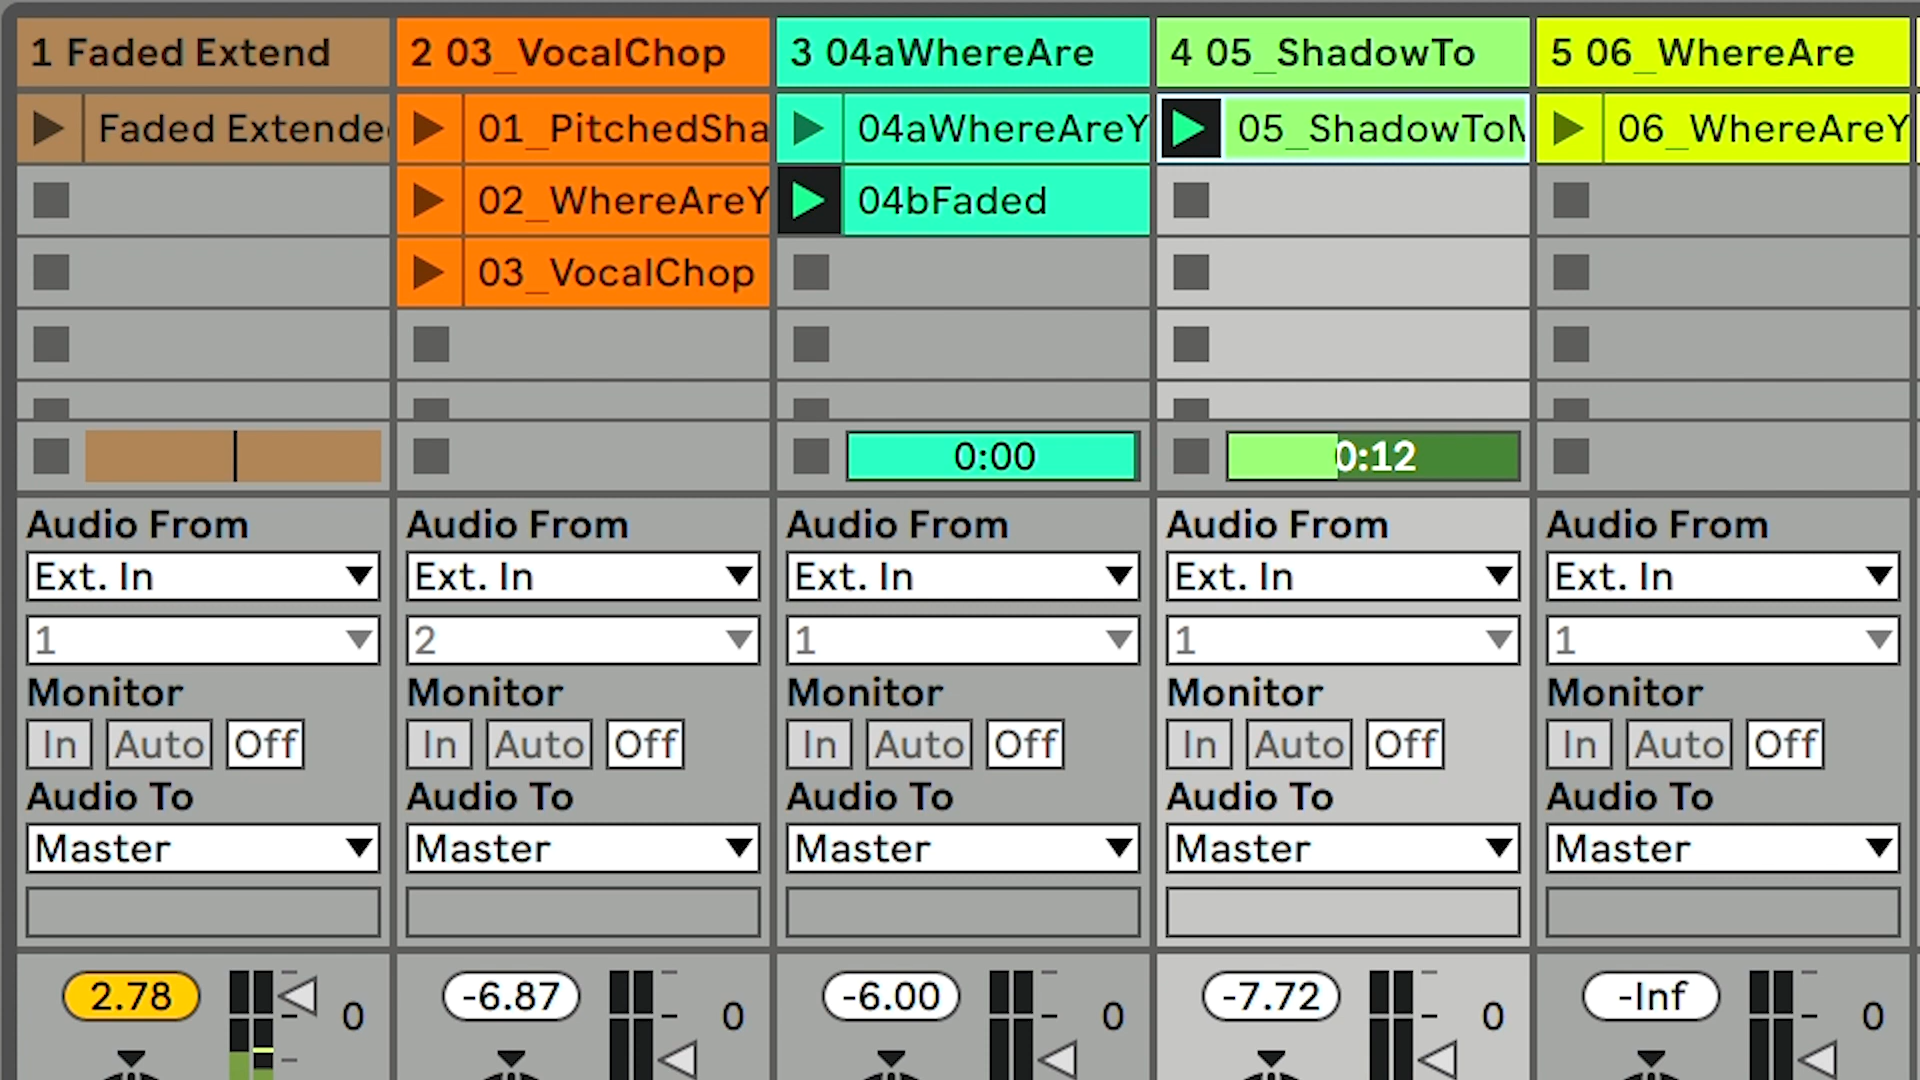 1 Faded Extend
2 03_VocalChop
3 04aWhereAre
4 05_ShadowTo
5 06_WhereAre
Faded Extende
01_PitchedSha
04aWhereAreY
05_ShadowToM
06_WhereAreY
02_WhereAreY
04bFaded
03_VocalChop
0:00
0:12
Audio From
Audio From
Audio From
Audio From
Audio From
Ext. In
Ext. In
Ext. In
Ext. In
Ext. In
1
2
1
1
1
Monitor
Monitor
Monitor
Monitor
Monitor
In Auto Off
In Auto Off
In Auto Off
In Auto Off
In Auto Off
Audio To
Audio To
Audio To
Audio To
Audio To
Master
Master
Master
Master
Master
2.78
0
-6.87
0
-6.00
0
-7.72
0
-Inf
0